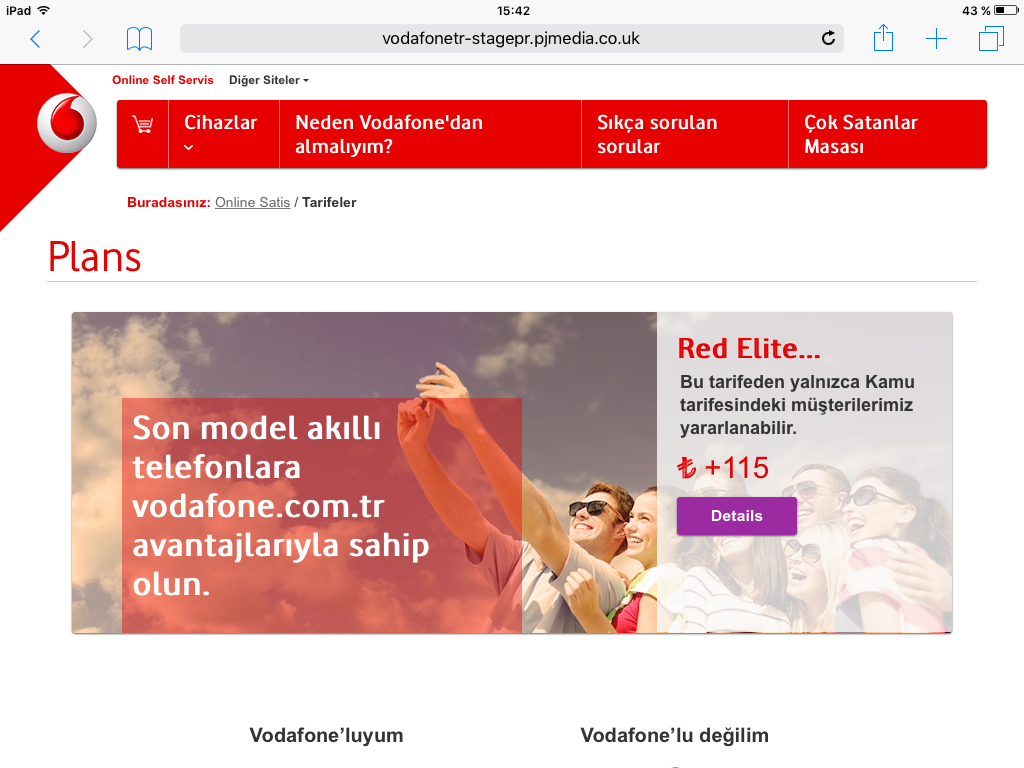 iPad 15:42 43 %
vodafonetr-stagepr.pjmedia.co.uk
Online Self Servis Diğer Siteler
Cihazlar
Neden Vodafone'dan
almalıyım?
Sıkça sorulan
sorular
Çok Satanlar
Masası
Buradasınız: Online Satis / Tarifeler
Plans
Son model akıllı
telefonlara
vodafone.com.tr
avantajlarıyla sahip
olun.
Red Elite...
Bu tarifeden yalnızca Kamu
tarifesindeki müşterilerimiz
yararlanabilir.
₺ +115
Details
Vodafone’luyum
Vodafone’lu değilim